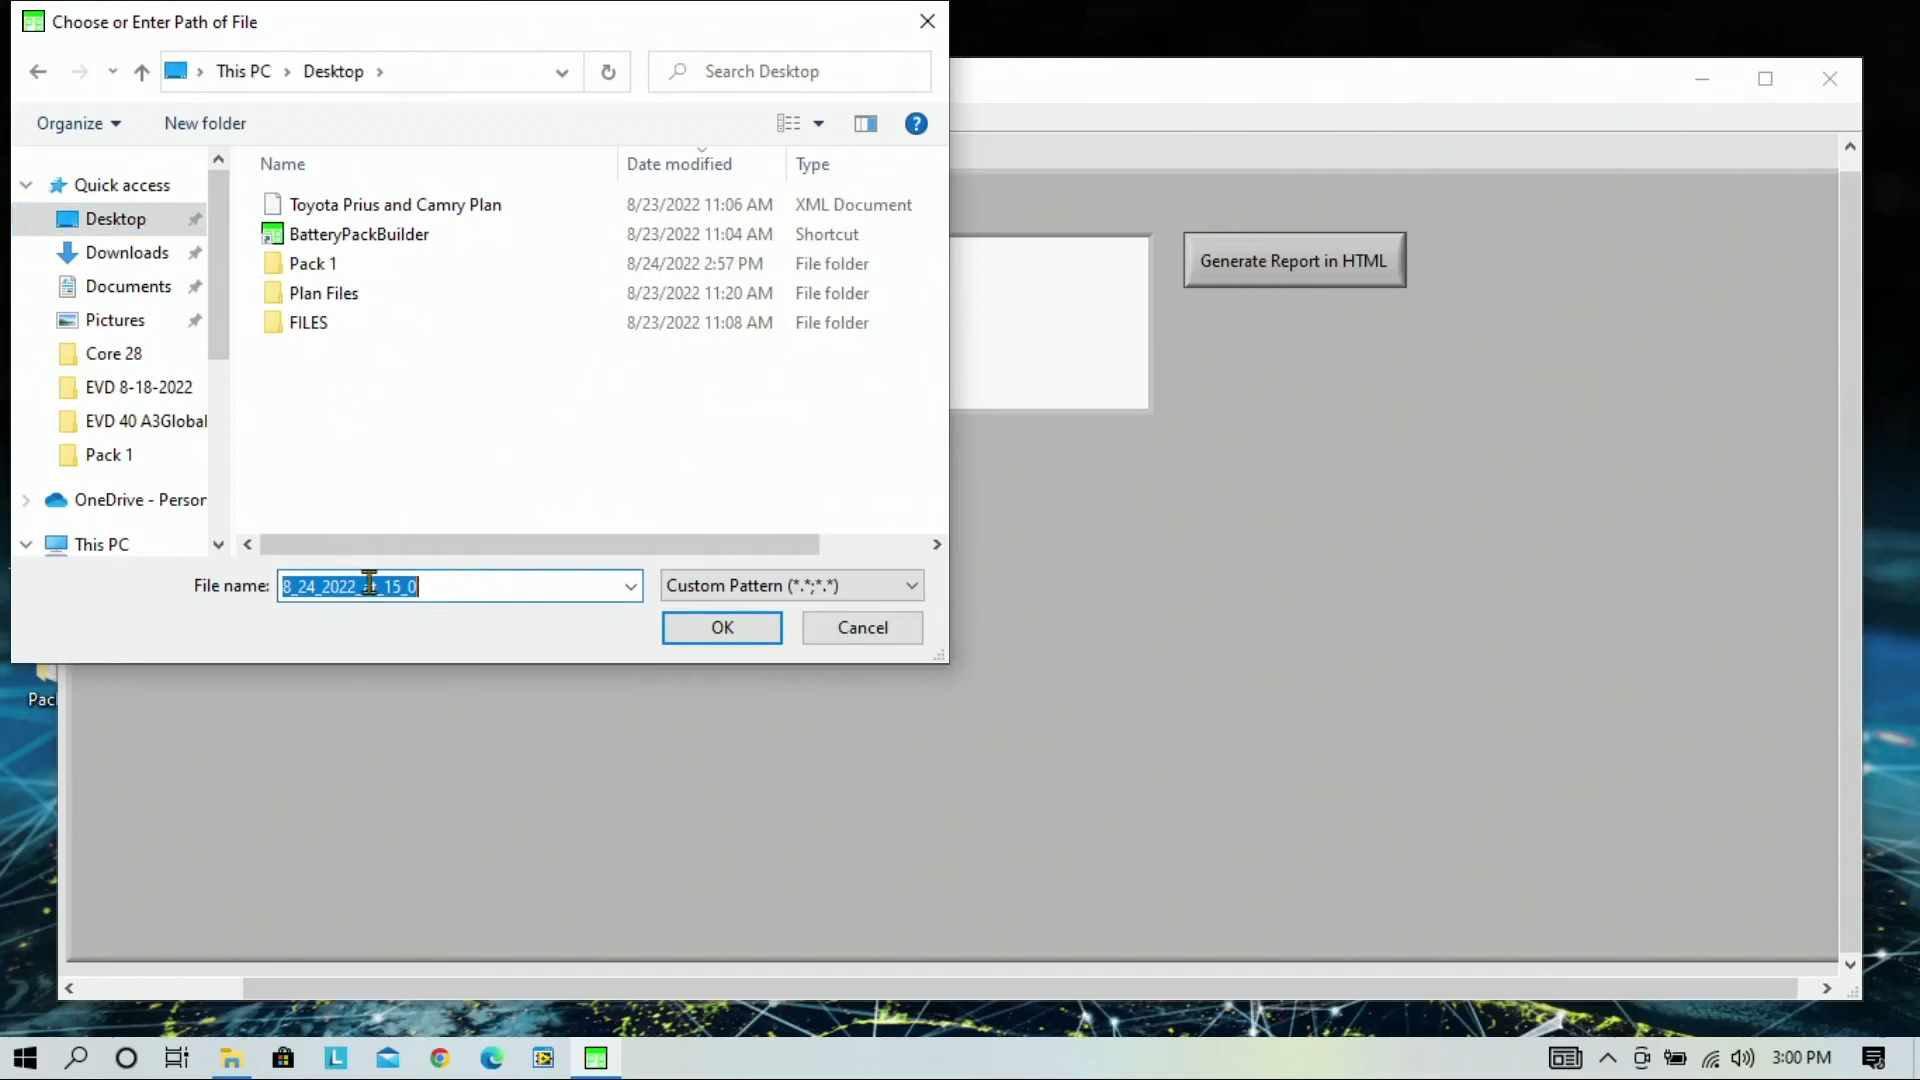 Choose or Enter Path of File
This PC > Desktop >
Search Desktop
Organize
New folder
Name
Date modified
Type
Quick access
Desktop
Downloads
Documents
Pictures
Core 28
EVD 8-18-2022
EVD 40 A3Global
Pack 1
OneDrive - Person
This PC
Toyota Prius and Camry Plan 8/23/2022 11:06 AM XML Document
BatteryPackBuilder 8/23/2022 11:04 AM Shortcut
Pack 1 8/24/2022 2:57 PM File folder
Plan Files 8/23/2022 11:20 AM File folder
FILES 8/23/2022 11:08 AM File folder
File name:
8_24_2022_at_15_0
Custom Pattern (*.*;*.*)
OK
Cancel
Generate Report in HTML
Pacl
3:00 PM